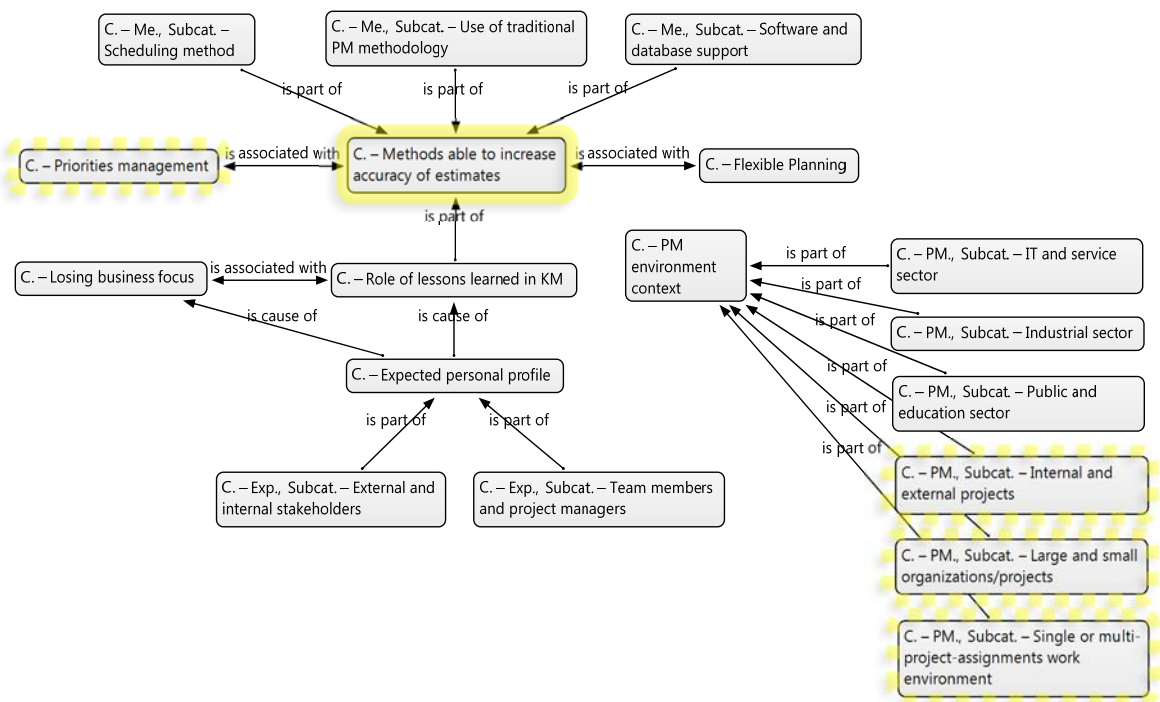 C. – Me., Subcat. –
Scheduling method
C. – Me., Subcat. – Use of traditional
PM methodology
C. – Me., Subcat. – Software and
database support
is part of
is part of
is part of
C. – Priorities management
is associated with
C. – Methods able to increase
accuracy of estimates
is associated with
C. – Flexible Planning
is part of
C. – Losing business focus
is associated with
C. – Role of lessons learned in KM
is cause of
is cause of
C. – Expected personal profile
is part of
is part of
C. – Exp., Subcat. – External and
internal stakeholders
C. – Exp., Subcat. – Team members
and project managers
C. – PM
environment
context
is part of
C. – PM., Subcat. – IT and service
sector
is part of
C. – PM., Subcat. – Industrial sector
is part of
is part of
C. – PM., Subcat. – Public and
education sector
is part of
is part of
C. – PM., Subcat. – Internal and
external projects
C. – PM., Subcat. – Large and small
organizations/projects
C. – PM., Subcat. – Single or multi-
project-assignments work
environment